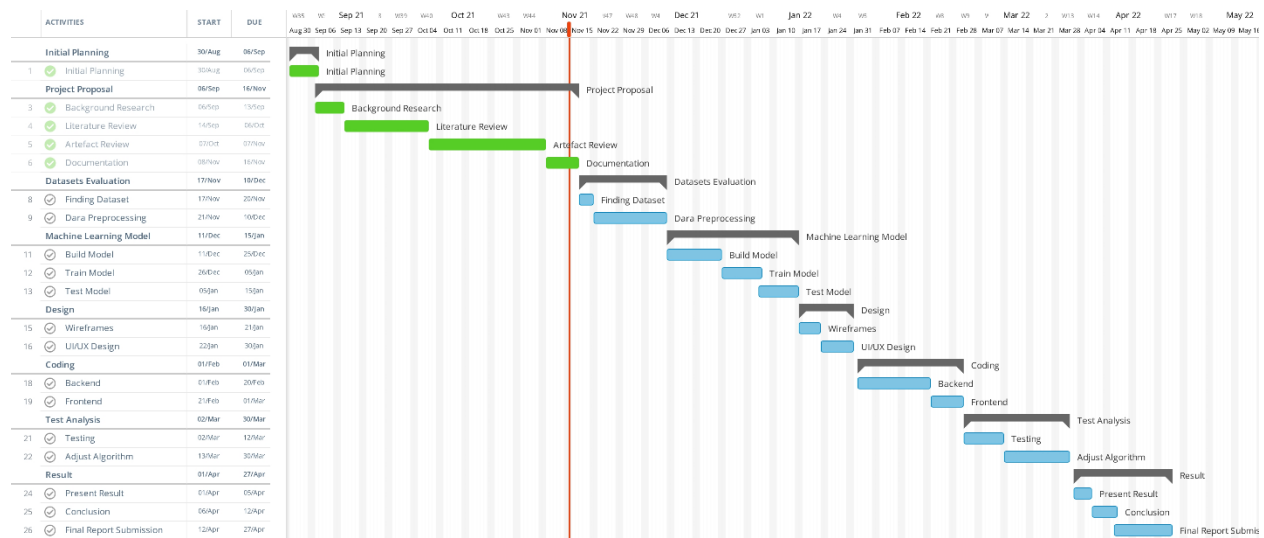 ACTIVITIES START DUE
Sep 21 Oct 21 Nov 21 Dec 21 Jan 22 Feb 22 Mar 22 Apr 22 May 22
Aug 30 Sep 06 Sep 13 Sep 20 Sep 27 Oct 04 Oct 11 Oct 18 Oct 25 Nov 01 Nov 08 Nov 15 Nov 22 Nov 29 Dec 06 Dec 13 Dec 20 Dec 27 Jan 03 Jan 10 Jan 17 Jan 24 Jan 31 Feb 07 Feb 14 Feb 21 Feb 28 Mar 07 Mar 14 Mar 21 Mar 28 Apr 04 Apr 11 Apr 18 Apr 25 May 02 May 09 May 16
Initial Planning 30/Aug 06/Sep Initial Planning
1 Initial Planning 30/Aug 06/Sep Initial Planning
Project Proposal 06/Sep 16/Nov Project Proposal
3 Background Research 06/Sep 13/Sep Background Research
4 Literature Review 14/Sep 06/Oct Literature Review
5 Artefact Review 07/Oct 07/Nov Artefact Review
6 Documentation 08/Nov 16/Nov Documentation
Datasets Evaluation 17/Nov 10/Dec Datasets Evaluation
8 Finding Dataset 17/Nov 20/Nov Finding Dataset
9 Dara Preprocessing 21/Nov 10/Dec Dara Preprocessing
Machine Learning Model 11/Dec 15/Jan Machine Learning Model
11 Build Model 11/Dec 25/Dec Build Model
12 Train Model 26/Dec Train Model
13 Test Model 05/Jan 15/Jan Test Model
Design 16/Jan 30/Jan Design
15 Wireframes 16/Jan 21/Jan Wireframes
16 UI/UX Design 22/Jan 30/Jan UI/UX Design
Coding 01/Feb 01/Mar Coding
18 Backend 01/Feb 20/Feb Backend
19 Frontend 21/Feb 01/Mar Frontend
Test Analysis 02/Mar 30/Mar Test Analysis
21 Testing 02/Mar 12/Mar Testing
22 Adjust Algorithm 13/Mar 30/Mar Adjust Algorithm
Result 01/Apr 27/Apr Result
24 Present Result 01/Apr 05/Apr Present Result
25 Conclusion 06/Apr 12/Apr Conclusion
26 Final Report Submission 12/Apr 27/Apr Final Report Submis